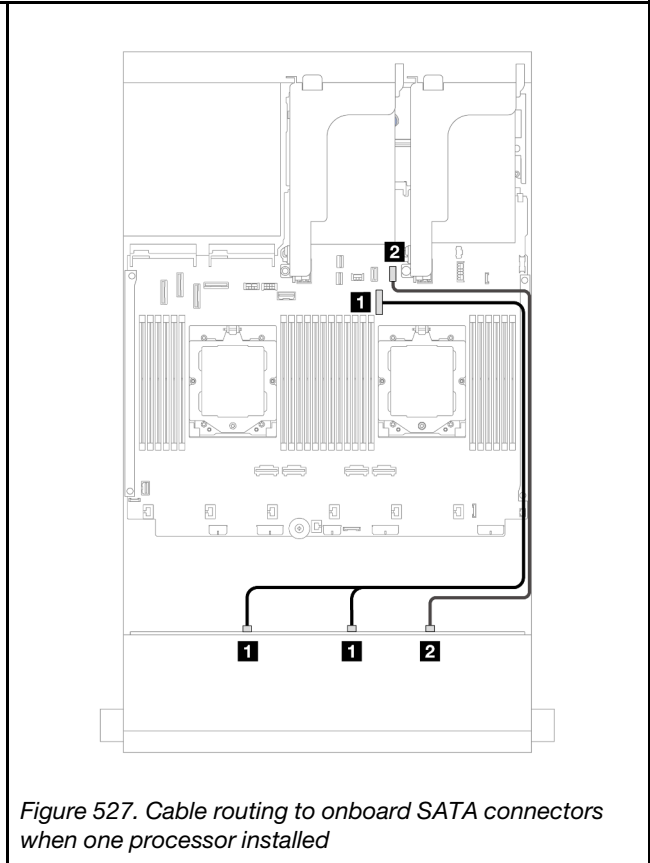 2
1
1
1
2
Figure 527. Cable routing to onboard SATA connectors
when one processor installed